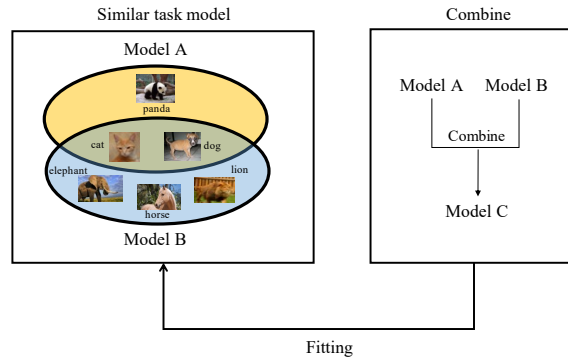 Similar task model
Model A
panda
cat
dog
elephant
lion
horse
Model B
Combine
Model A Model B
Combine
Model C
Fitting